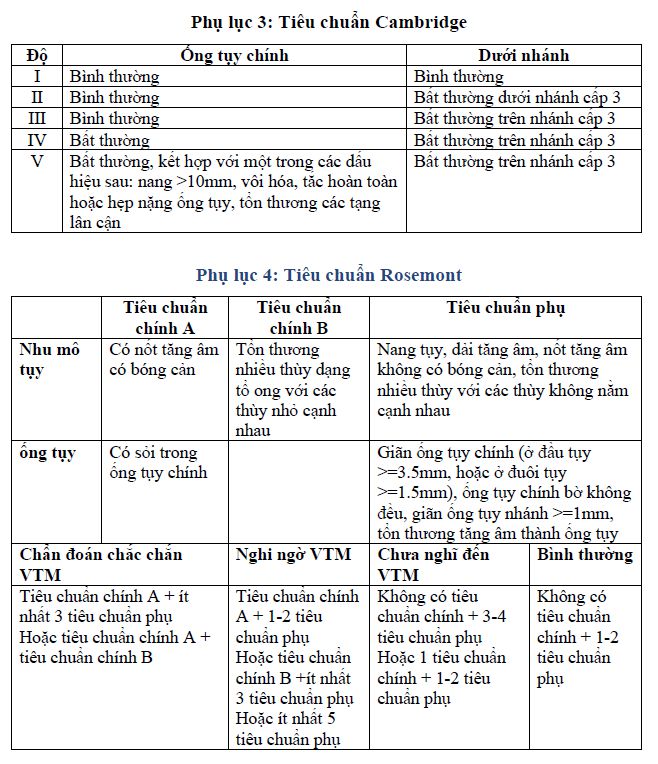 Phụ lục 3: Tiêu chuẩn Cambridge
Độ Ống tụy chính Dưới nhánh
I Bình thường Bình thường
II Bình thường Bất thường dưới nhánh cấp 3
III Bình thường Bất thường trên nhánh cấp 3
IV Bất thường Bất thường trên nhánh cấp 3
V Bất thường, kết hợp với một trong các dấu Bất thường trên nhánh cấp 3
hiệu sau: nang >10mm, vôi hóa, tắc hoàn toàn
hoặc hẹp nặng ống tụy, tổn thương các tạng
lân cận
Phụ lục 4: Tiêu chuẩn Rosemont
Tiêu chuẩn
chính A
Tiêu chuẩn
chính B
Tiêu chuẩn phụ
Nhu mô
tụy
Có nốt tăng âm
có bóng cản
Tổn thương
nhiều thùy dạng
tổ ong với các
thùy nhỏ cạnh
nhau
Nang tụy, dải tăng âm, nốt tăng âm
không có bóng cản, tổn thương
nhiều thùy với các thùy không nằm
cạnh nhau
ống tụy
Có sỏi trong
ống tụy chính
Giãn ống tụy chính (ở đầu tụy
>=3.5mm, hoặc ở đuôi tụy
>=1.5mm), ống tụy chính bờ không
đều, giãn ống tụy nhánh >=1mm,
tổn thương tăng âm thành ống tụy
Chẩn đoán chắc chắn
VTM
Nghi ngờ VTM
Chưa nghĩ đến
VTM
Bình thường
Tiêu chuẩn chính A + ít
nhất 3 tiêu chuẩn phụ
Hoặc tiêu chuẩn chính A +
tiêu chuẩn chính B
Tiêu chuẩn chính
A + 1-2 tiêu
chuẩn phụ
Hoặc tiêu chuẩn
chính B +ít nhất
3 tiêu chuẩn phụ
Hoặc ít nhất 5
tiêu chuẩn phụ
Không có tiêu
chuẩn chính + 3-4
tiêu chuẩn phụ
Hoặc 1 tiêu chuẩn
chính + 1-2 tiêu
chuẩn phụ
Không có
tiêu chuẩn
chính + 1-2
tiêu chuẩn
phụ